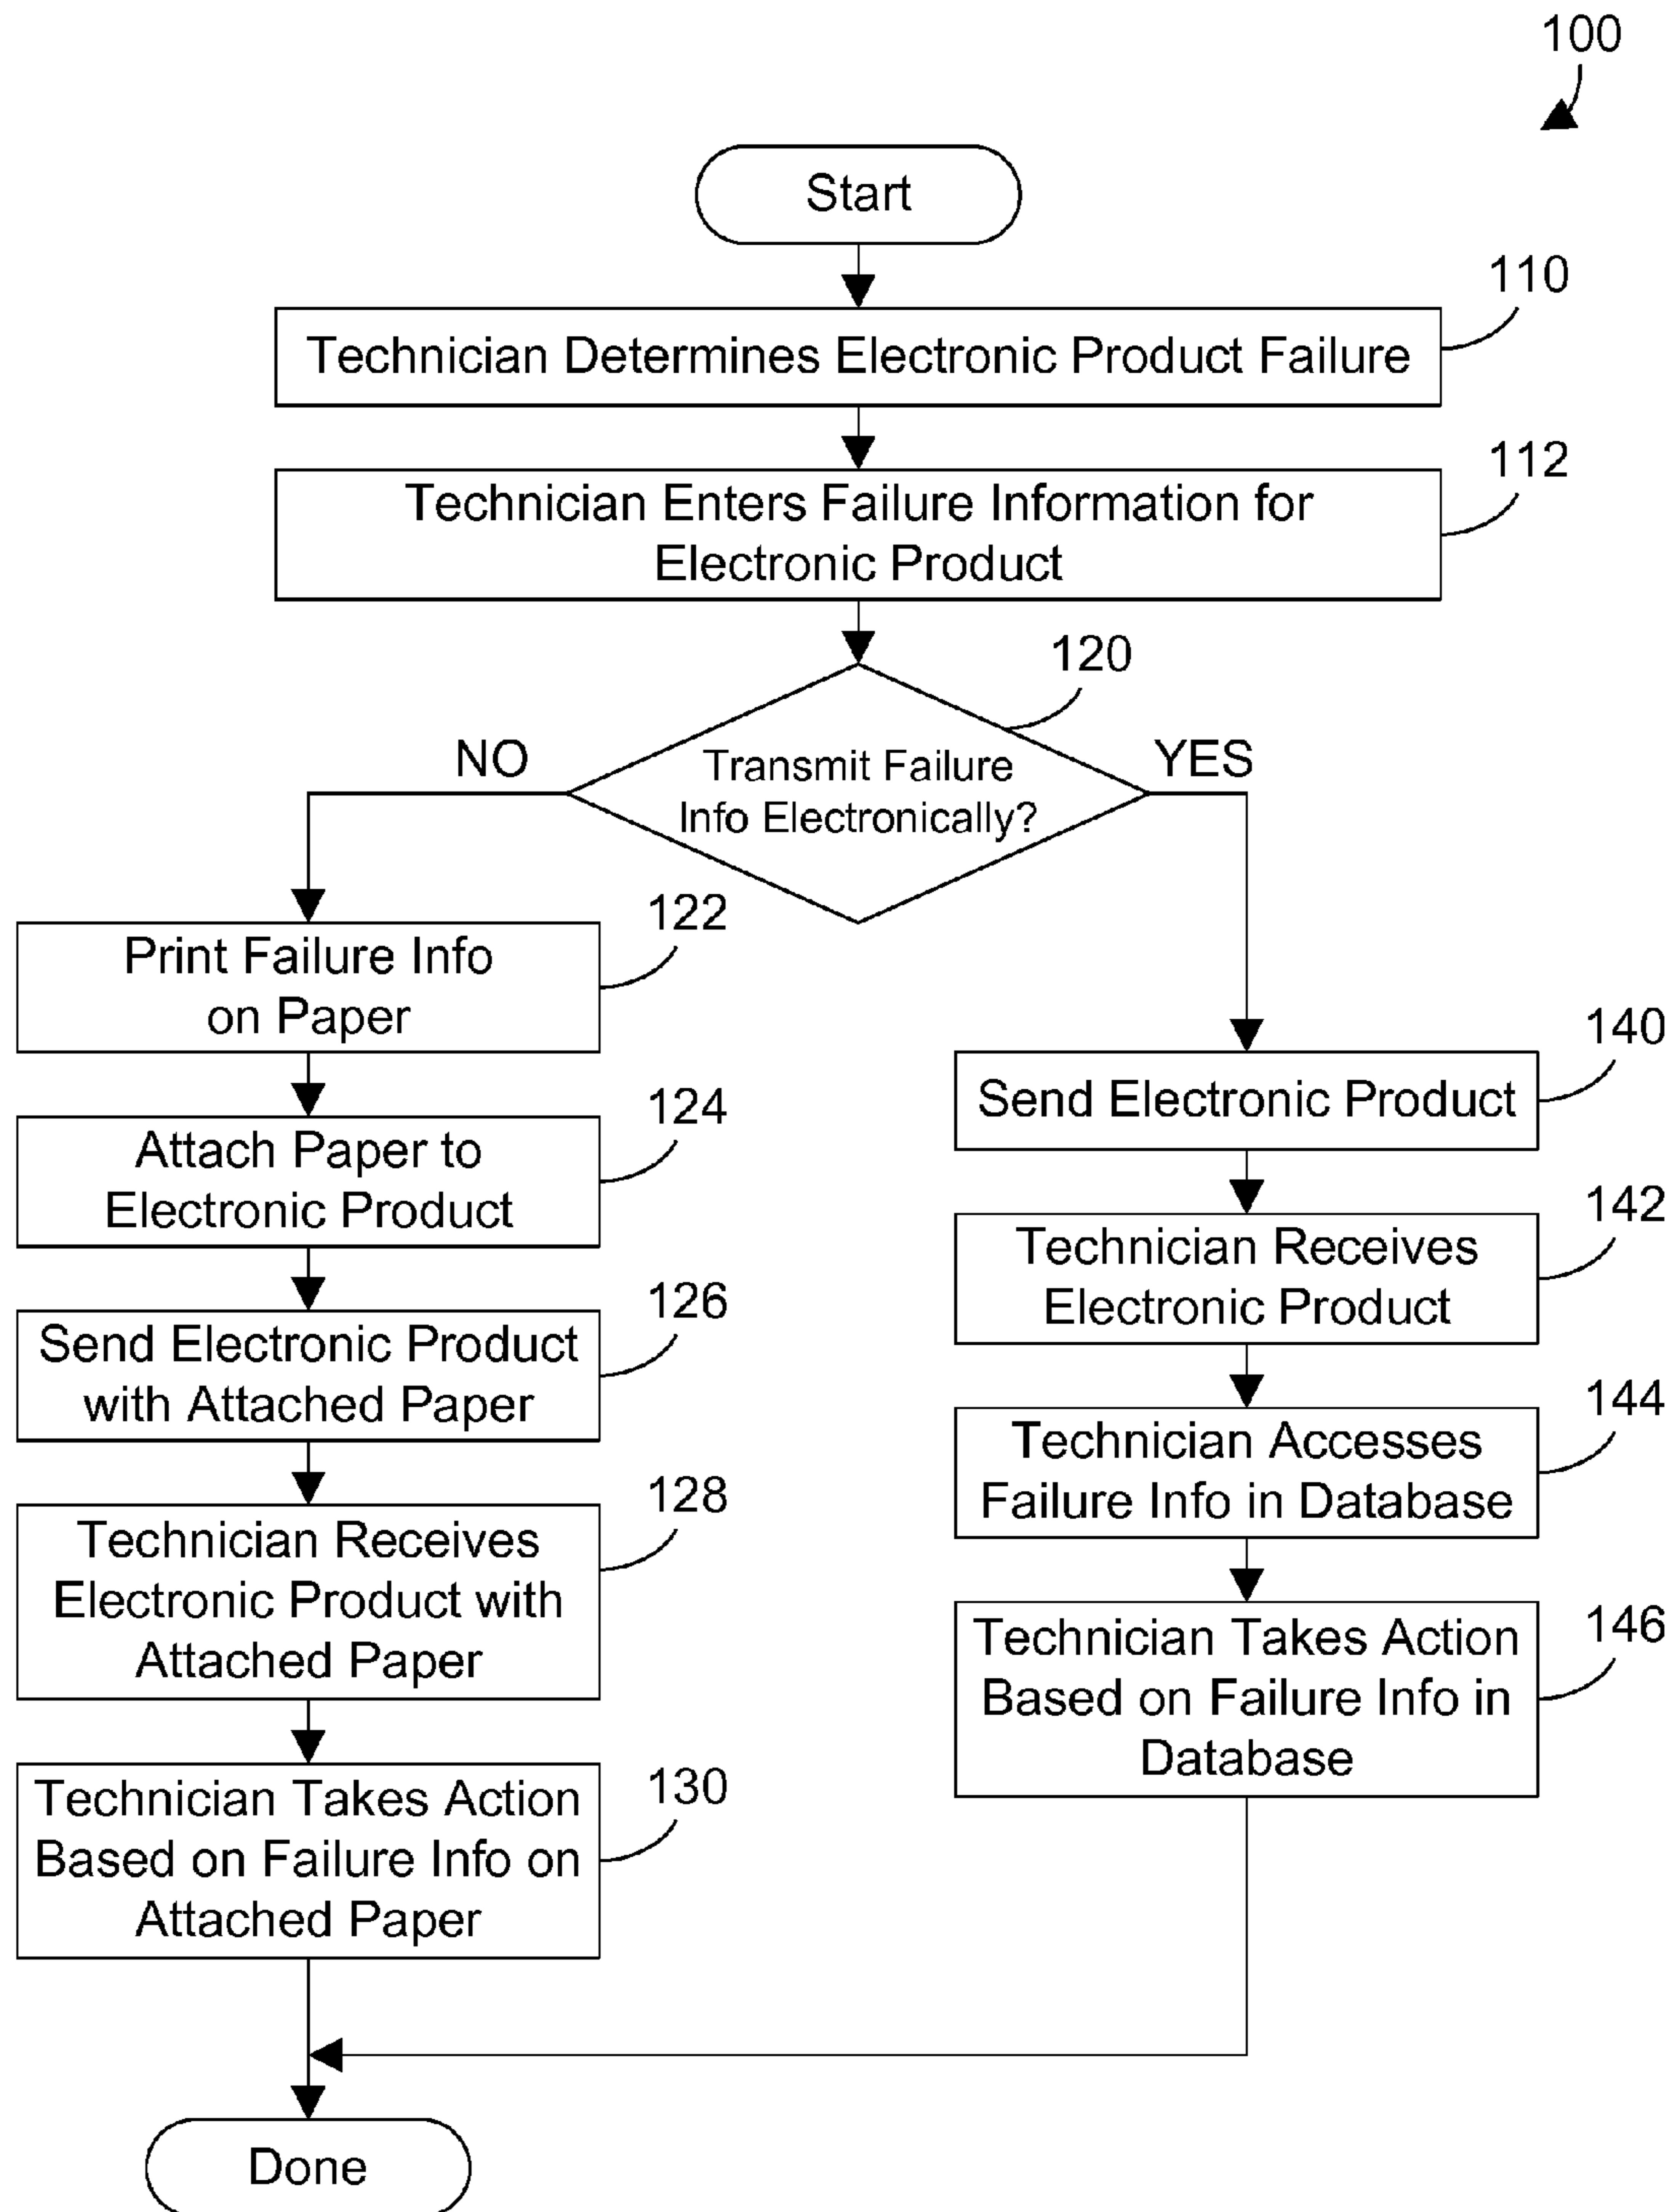 100
Start
110
Technician Determines Electronic Product Failure
112
Technician Enters Failure Information for
Electronic Product
120
NO
Transmit Failure
Info Electronically?
YES
122
Print Failure Info
on Paper
124
Attach Paper to
Electronic Product
126
Send Electronic Product
with Attached Paper
128
Technician Receives
Electronic Product with
Attached Paper
130
Technician Takes Action
Based on Failure Info on
Attached Paper
140
Send Electronic Product
142
Technician Receives
Electronic Product
144
Technician Accesses
Failure Info in Database
146
Technician Takes Action
Based on Failure Info in
Database
Done